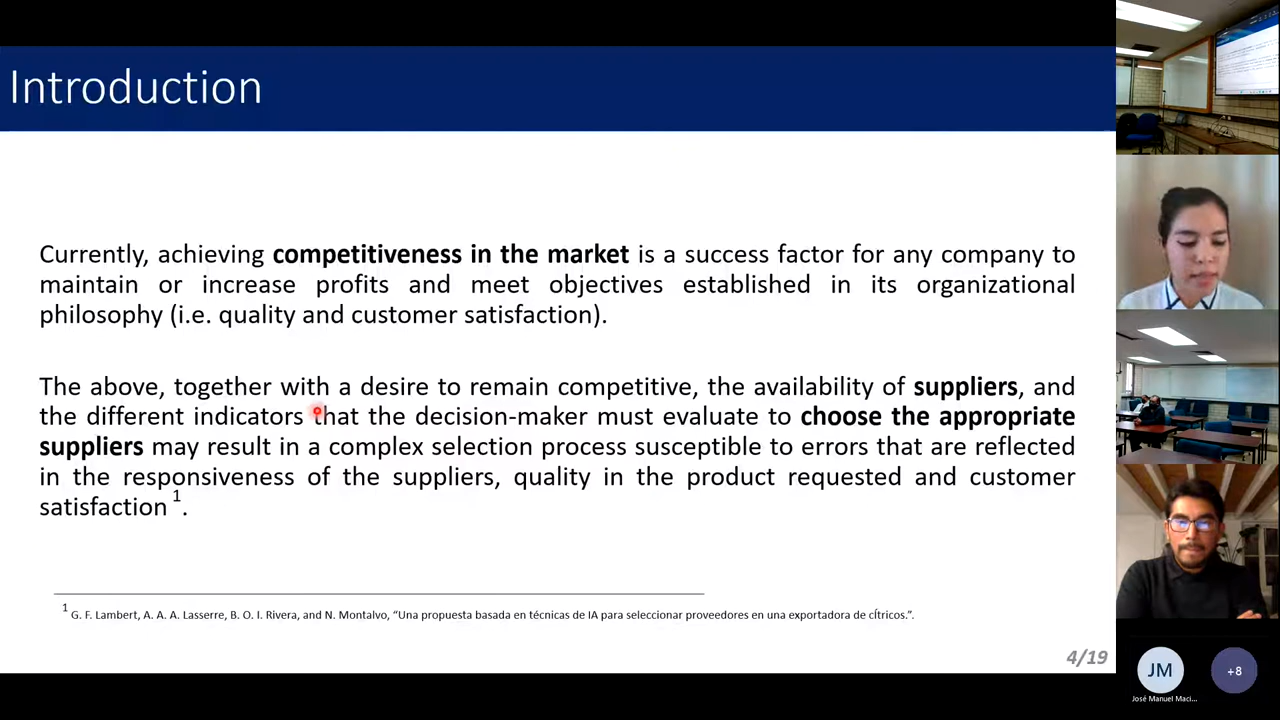 Introduction
Currently, achieving competitiveness in the market is a success factor for any company to
maintain or increase profits and meet objectives established in its organizational
philosophy (i.e. quality and customer satisfaction).
The above, together with a desire to remain competitive, the availability of suppliers, and
the different indicators that the decision-maker must evaluate to choose the appropriate
suppliers may result in a complex selection process susceptible to errors that are reflected
in the responsiveness of the suppliers, quality in the product requested and customer
satisfaction 1.
1 G. F. Lambert, A. A. A. Lasserre, B. O. I. Rivera, and N. Montalvo, “Una propuesta basada en técnicas de IA para seleccionar proveedores en una exportadora de cítricos.”.
4/19
JM
+8
José Manuel Maci...